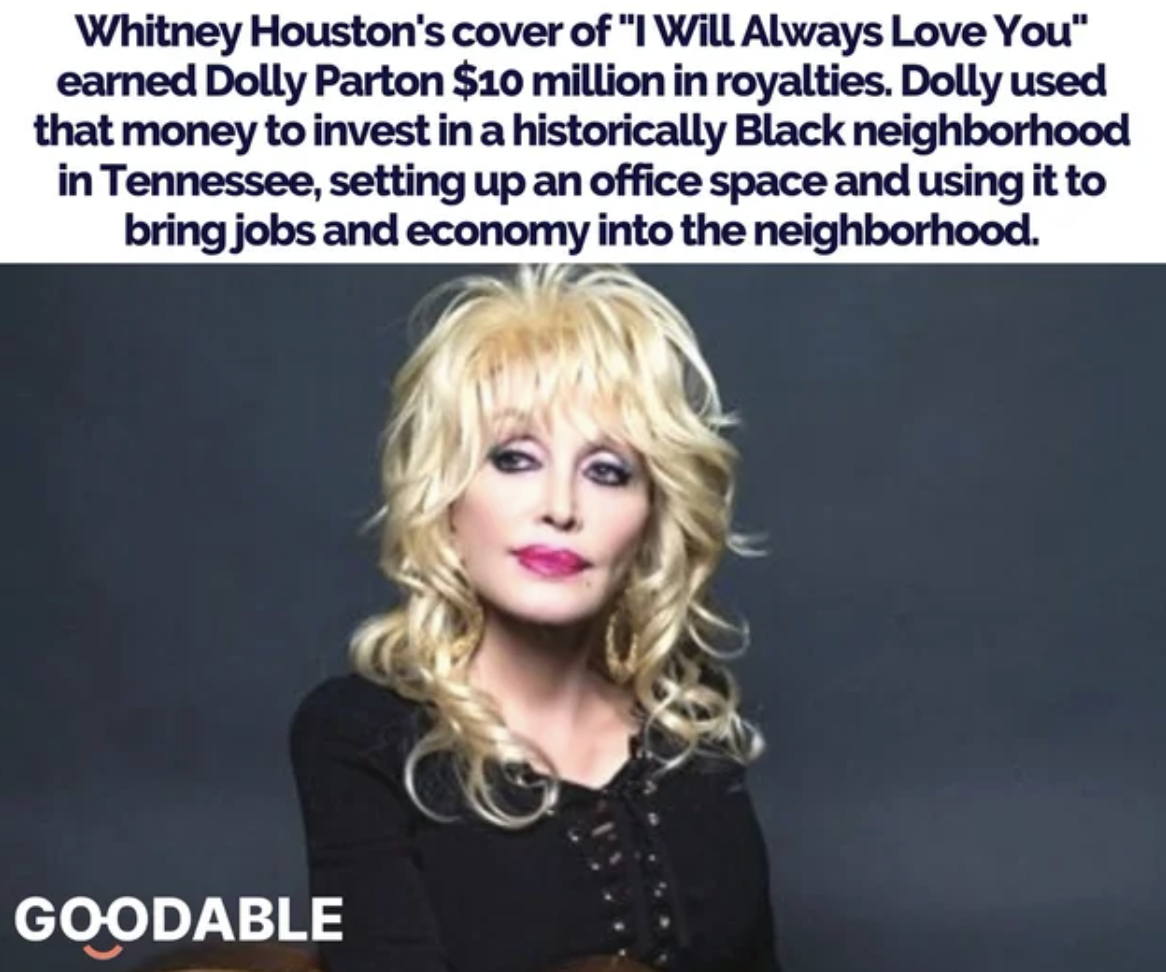 Whitney Houston's cover of "I Will Always Love You"
earned Dolly Parton $10 million in royalties. Dolly used
that money to invest in a historically Black neighborhood
in Tennessee, setting up an office space and using it to
bring jobs and economy into the neighborhood.
GOODABLE